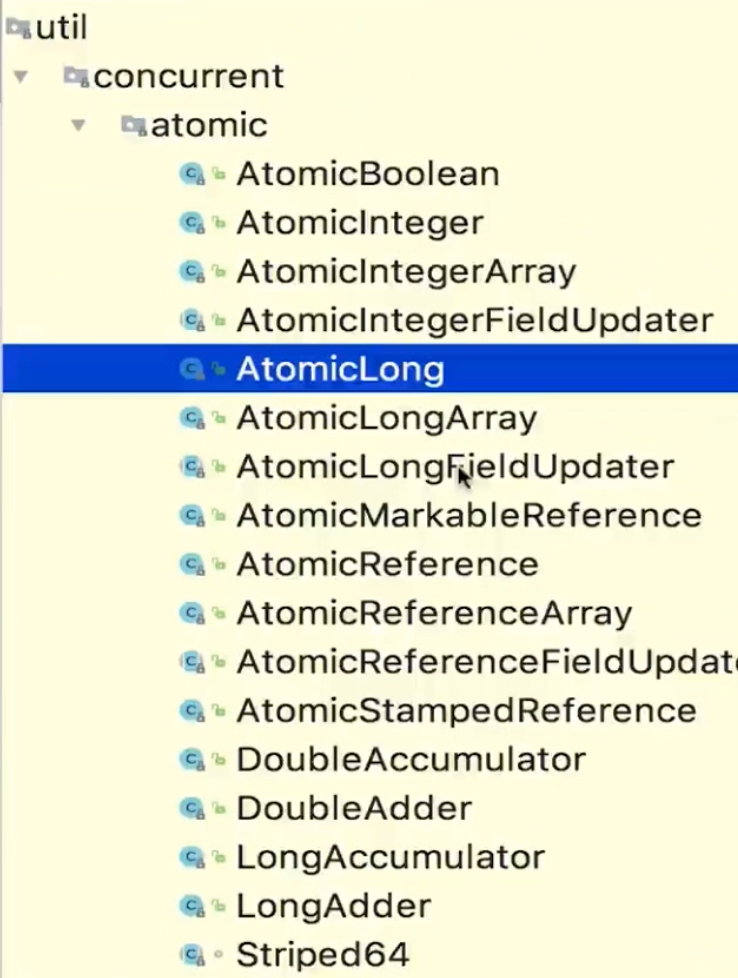 util
concurrent
atomic
AtomicBoolean
AtomicInteger
AtomicIntegerArray
AtomicIntegerFieldUpdater
AtomicLong
AtomicLongArray
AtomicLongFieldUpdater
AtomicMarkableReference
AtomicReference
AtomicReferenceArray
AtomicReferenceFieldUpdat
AtomicStampedReference
DoubleAccumulator
DoubleAdder
LongAccumulator
LongAdder
Striped64